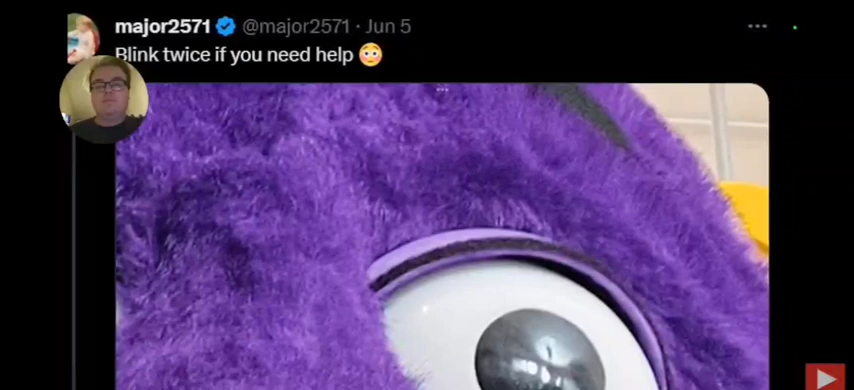 major2571 @major2571 · Jun 5
Blink twice if you need help 😳